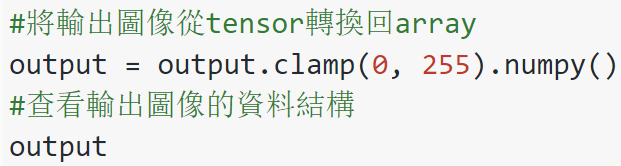 #將輸出圖像從tensor轉換回array
output = output.clamp(0, 255).numpy()
#查看輸出圖像的資料結構
output